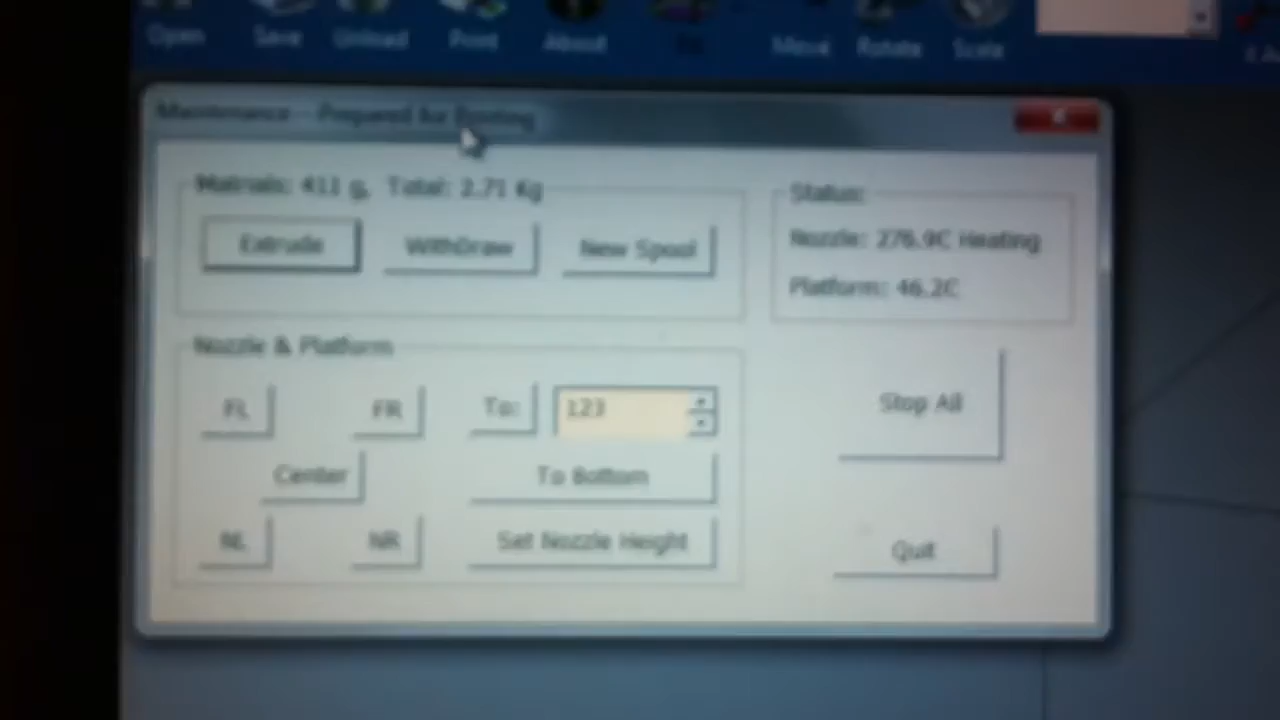 Open Save Unload Print About Move Rotate Scale
Maintenance - Prepared for Printing
Matrials: 411 g, Total: 2.71 Kg
Extrude WithDraw New Spool
Status:
Nozzle: 276.9C Heating
Platform: 46.2C
Nozzle & Platform
FL FR To: 123
Center To Bottom
NL NR Set Nozzle Height
Stop All
Quit